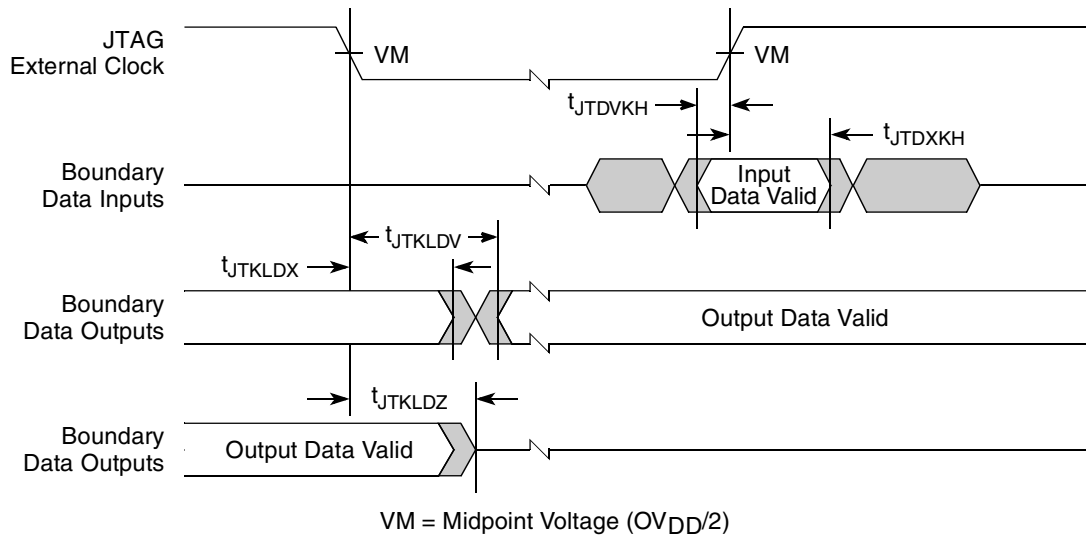 JTAG
External Clock
VM
VM
tJTDVKH
tJTDXKH
Boundary
Data Inputs
Input
Data Valid
tJTKLDV
tJTKLDX
Boundary
Data Outputs
Output Data Valid
tJTKLDZ
Boundary
Data Outputs
Output Data Valid
VM = Midpoint Voltage (OVDD/2)